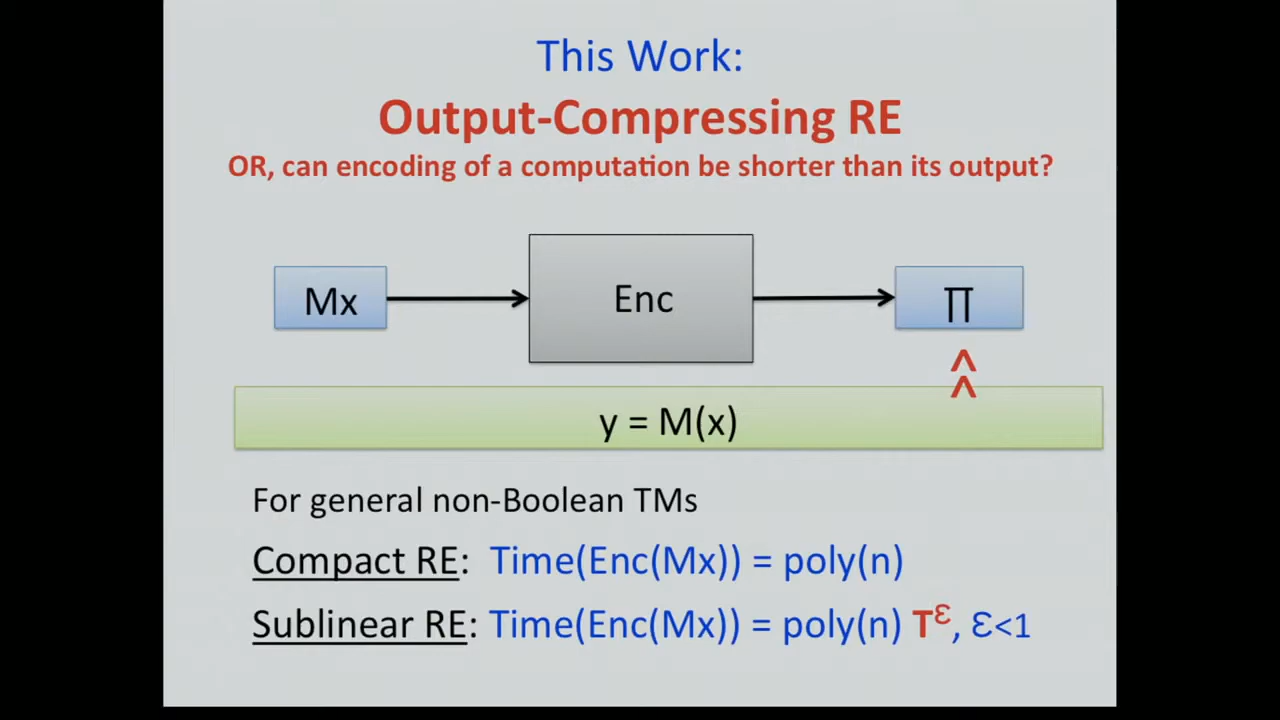 This Work:
Output-Compressing RE
OR, can encoding of a computation be shorter than its output?
Mx
Enc
∏
^
^
y = M(x)
For general non-Boolean TMs
Compact RE: Time(Enc(Mx)) = poly(n)
Sublinear RE: Time(Enc(Mx)) = poly(n) T^ε, ε<1